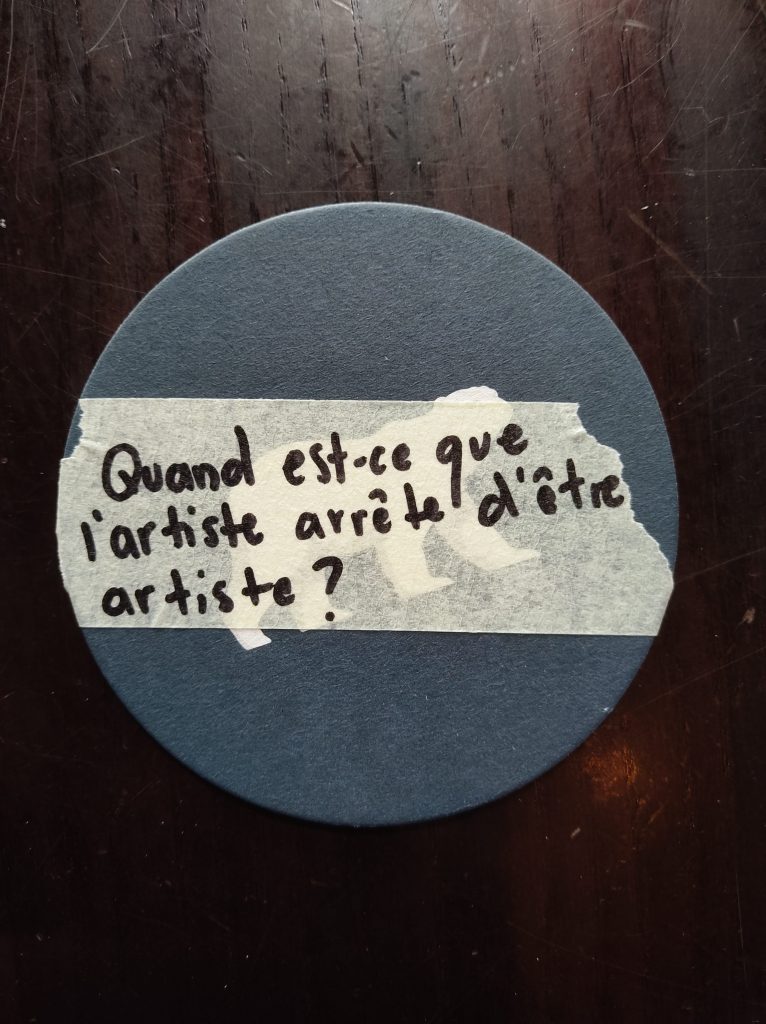 Quand est-ce que
l'artiste arrête d'être
artiste ?